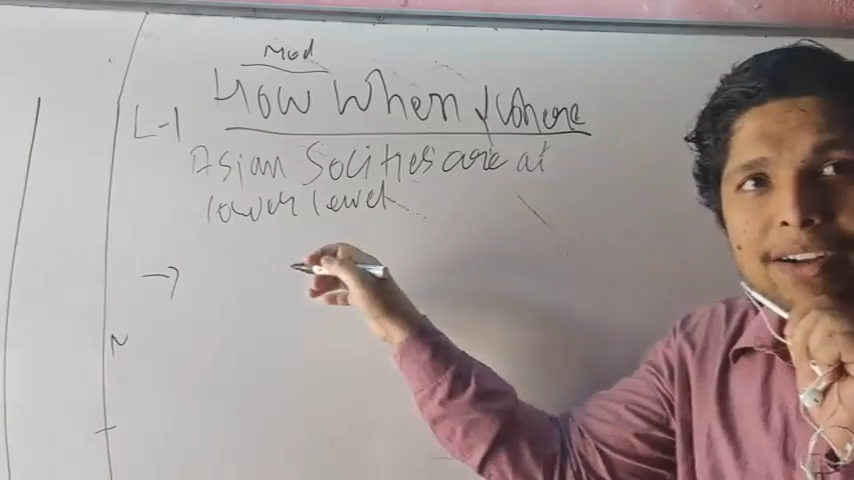 Mod
How When & Where
L-1
Asian Socities are at
lower level
N